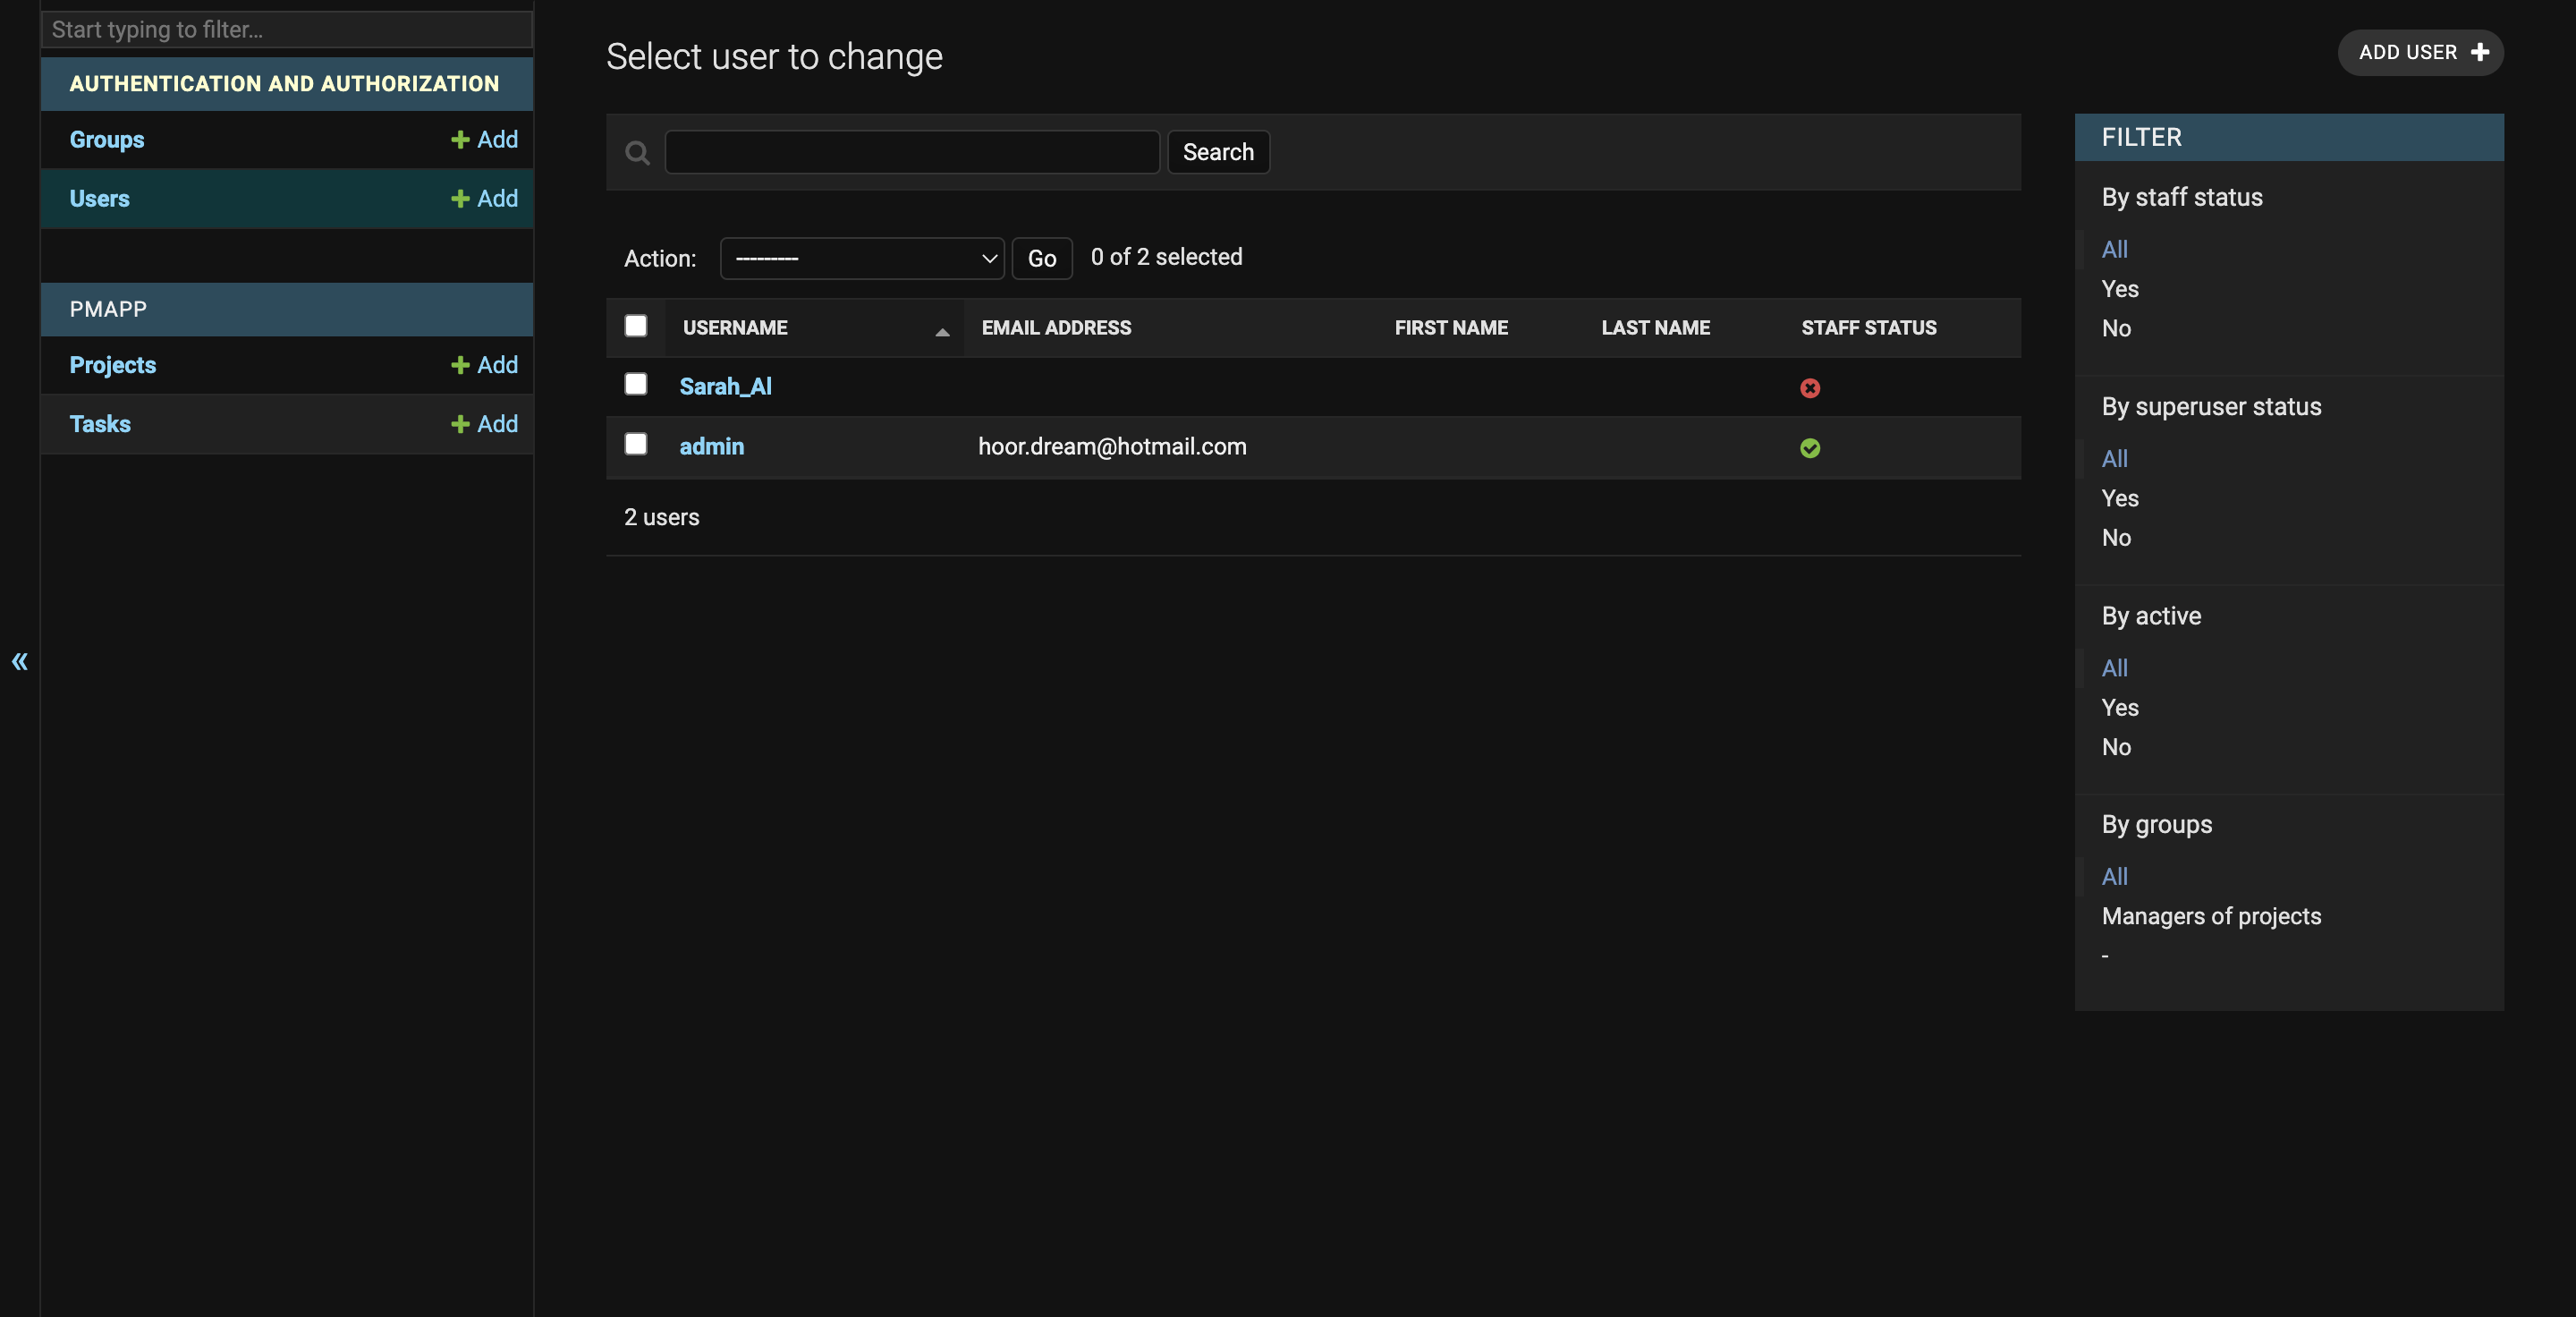 Start typing to filter...
AUTHENTICATION AND AUTHORIZATION
Groups + Add
Users + Add
PMAPP
Projects + Add
Tasks + Add
«
Select user to change
ADD USER +
Search
Action: --------- Go 0 of 2 selected
USERNAME EMAIL ADDRESS FIRST NAME LAST NAME STAFF STATUS
Sarah_Al
admin hoor.dream@hotmail.com
2 users
FILTER
By staff status
All
Yes
No
By superuser status
All
Yes
No
By active
All
Yes
No
By groups
All
Managers of projects
-